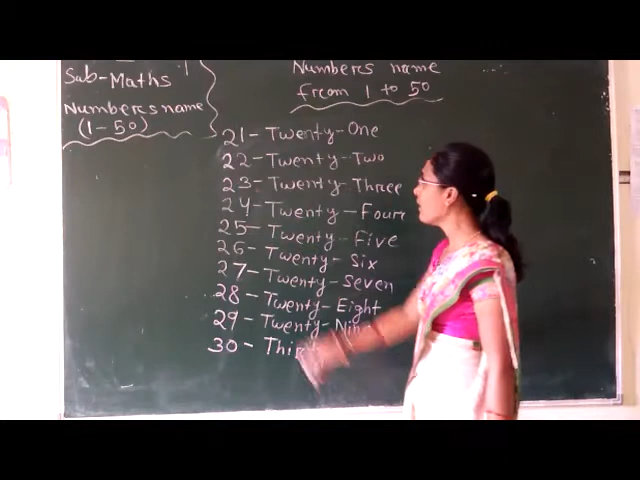 Sub-Maths
Numbers name
(1-50)
Numbers name
from 1 to 50
21- Twenty-One
22- Twenty-Two
23- Twenty-Three
24- Twenty-Four
25- Twenty-Five
26- Twenty-Six
27- Twenty-Seven
28- Twenty-Eight
29- Twenty-Nine
30-